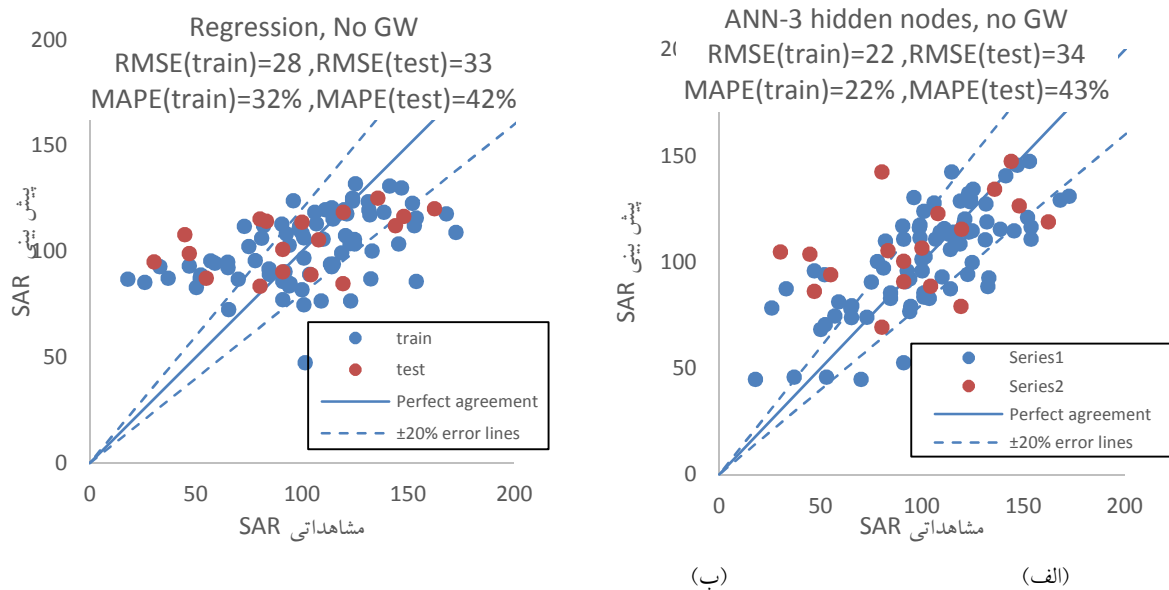 Regression, No GW
RMSE(train)=28 ,RMSE(test)=33
MAPE(train)=32% ,MAPE(test)=42%
200
150
100
50
0
SAR پیش بینی
train
test
Perfect agreement
±20% error lines
0 50 100 150 200
SAR مشاهداتی
ANN-3 hidden nodes, no GW
RMSE(train)=22 ,RMSE(test)=34
MAPE(train)=22% ,MAPE(test)=43%
150
100
50
0
SAR پیش بینی
Series1
Series2
Perfect agreement
±20% error lines
0 50 100 150 200
SAR مشاهداتی
(الف)
(ب)